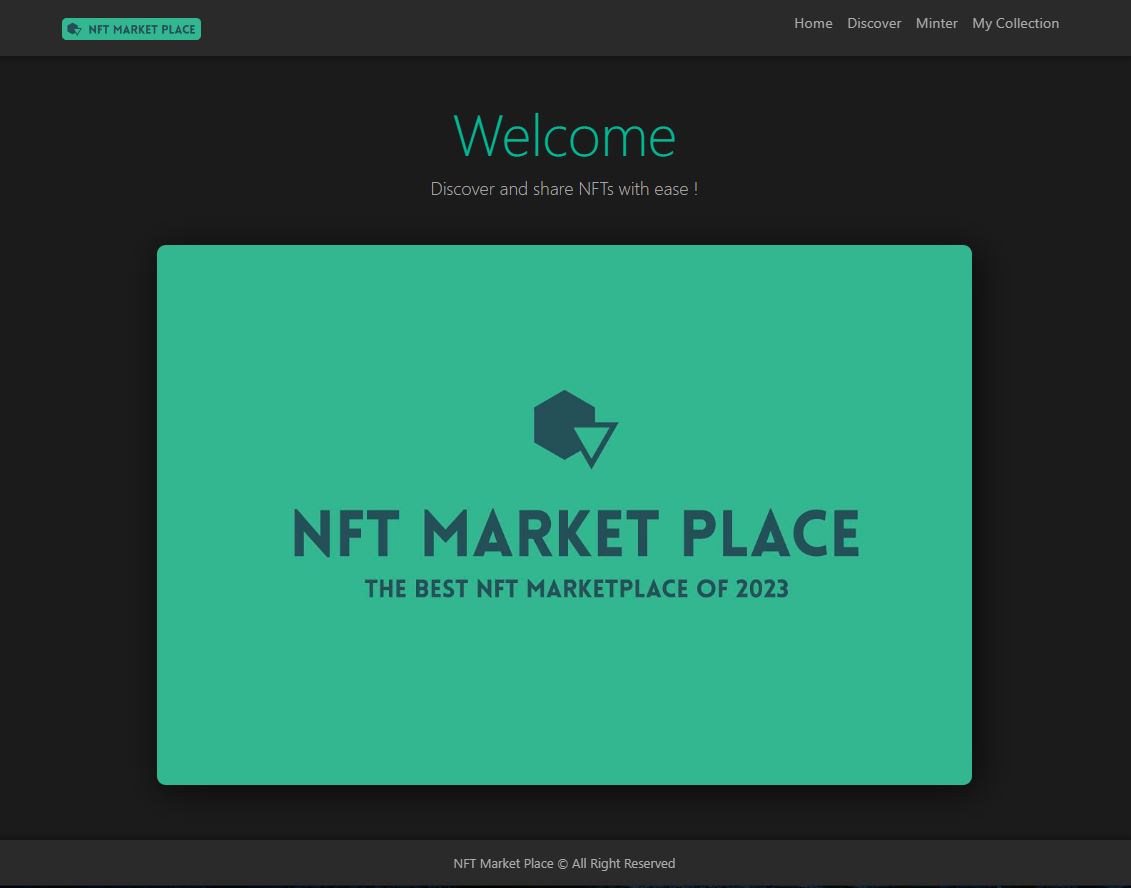 NFT MARKET PLACE
Home Discover Minter My Collection
Welcome
Discover and share NFTs with ease !
NFT MARKET PLACE
THE BEST NFT MARKETPLACE OF 2023
NFT Market Place © All Right Reserved